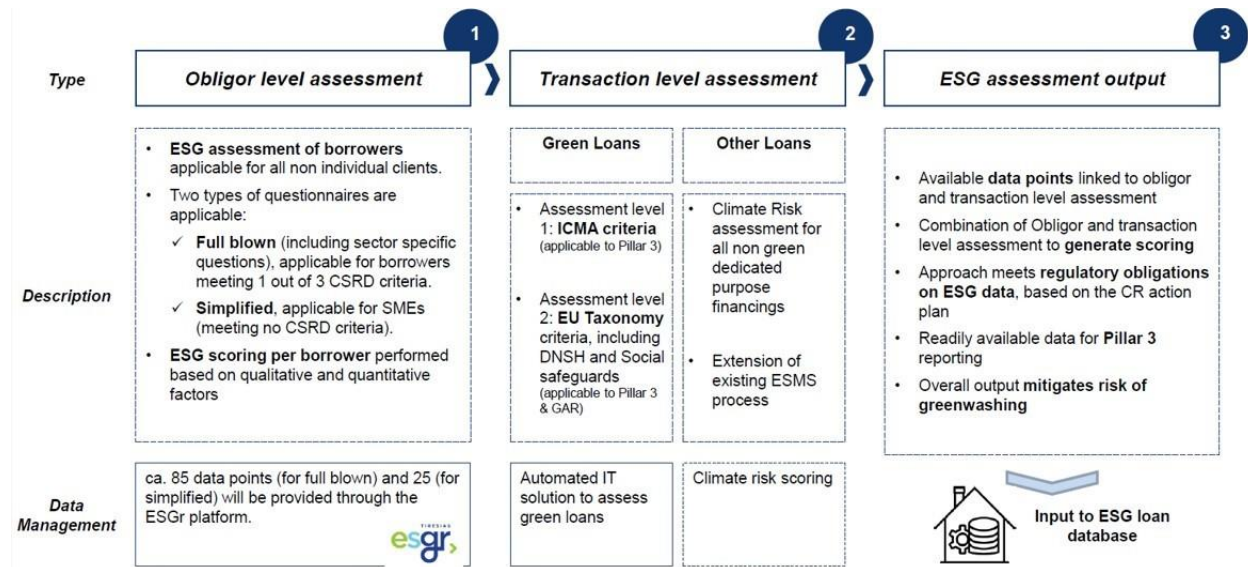 1
2
3
Type
Obligor level assessment
Transaction level assessment
ESG assessment output
Description
• ESG assessment of borrowers
applicable for all non individual clients.
• Two types of questionnaires are
applicable:
✓ Full blown (including sector specific
questions), applicable for borrowers
meeting 1 out of 3 CSRD criteria.
✓ Simplified, applicable for SMEs
(meeting no CSRD criteria).
• ESG scoring per borrower performed
based on qualitative and quantitative
factors
Green Loans
• Assessment level
1: ICMA criteria
(applicable to Pillar 3)
• Assessment level
2: EU Taxonomy
criteria, including
DNSH and Social
safeguards
(applicable to Pillar 3
& GAR)
Other Loans
• Climate Risk
assessment for
all non green
dedicated
purpose
financings
• Extension of
existing ESMS
process
• Available data points linked to obligor
and transaction level assessment
• Combination of Obligor and transaction
level assessment to generate scoring
• Approach meets regulatory obligations
on ESG data, based on the CR action
plan
• Readily available data for Pillar 3
reporting
• Overall output mitigates risk of
greenwashing
Data
Management
ca. 85 data points (for full blown) and 25 (for
simplified) will be provided through the
ESGr platform.
TIRESIAS
esgr
Automated IT
solution to assess
green loans
Climate risk scoring
Input to ESG loan
database